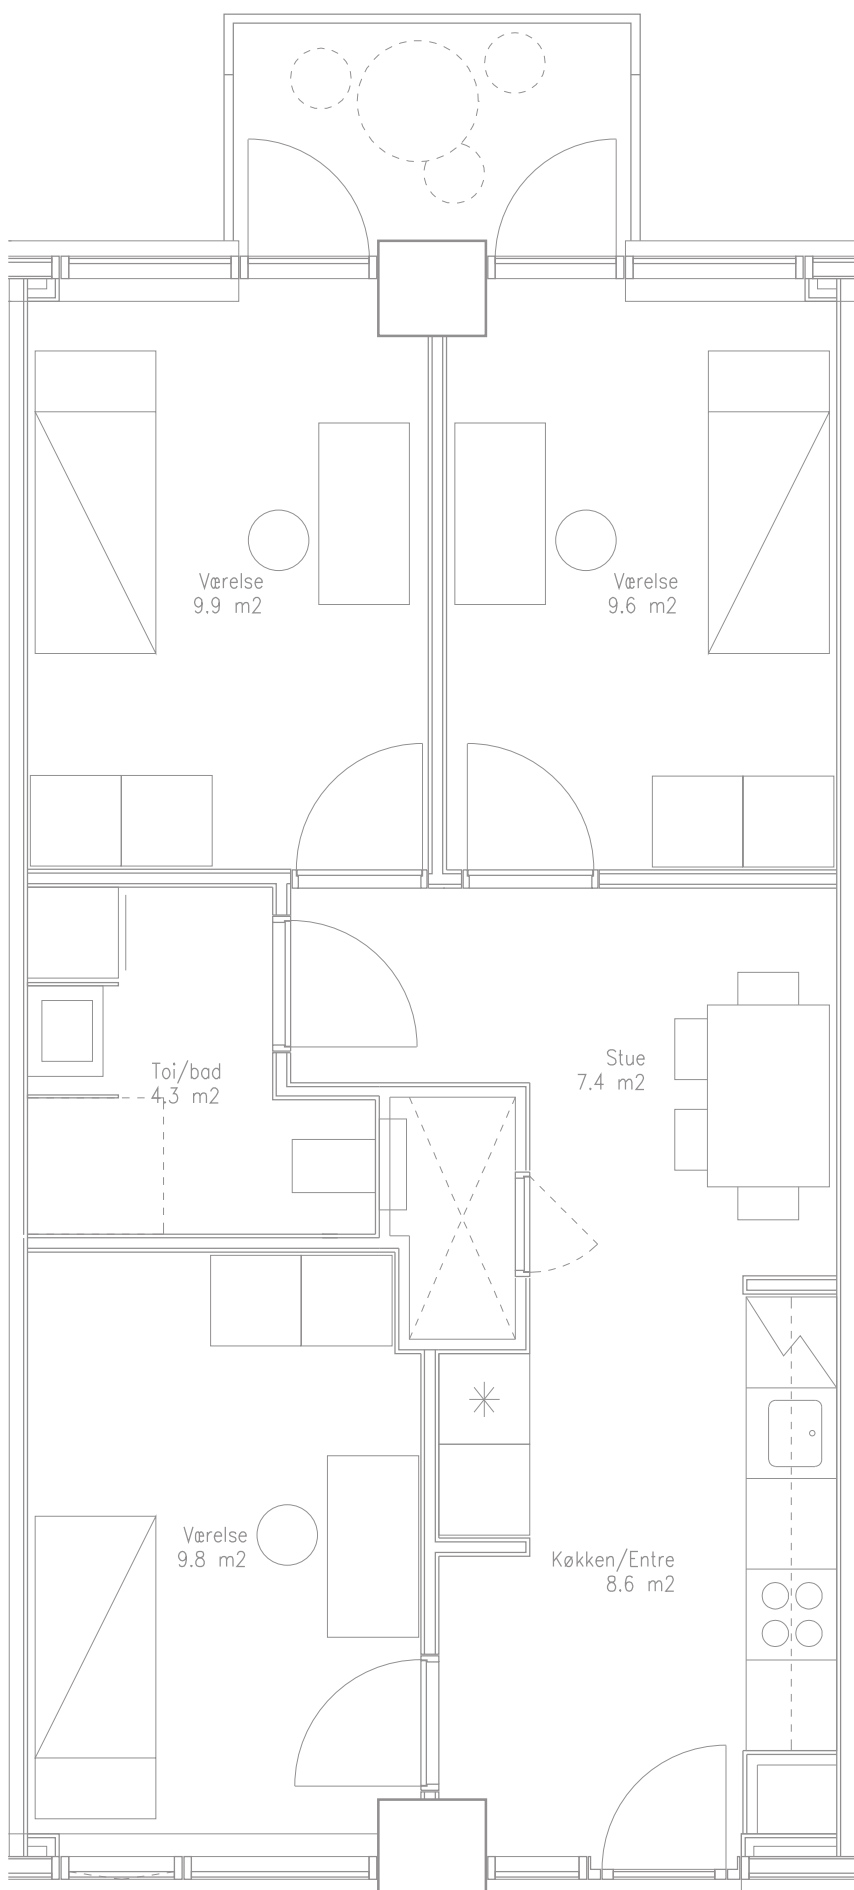 Værelse
9.9 m2
Værelse
9.6 m2
Stue
7.4 m2
Toi/bad
4.3 m2
Værelse
9.8 m2
Køkken/Entre
8.6 m2